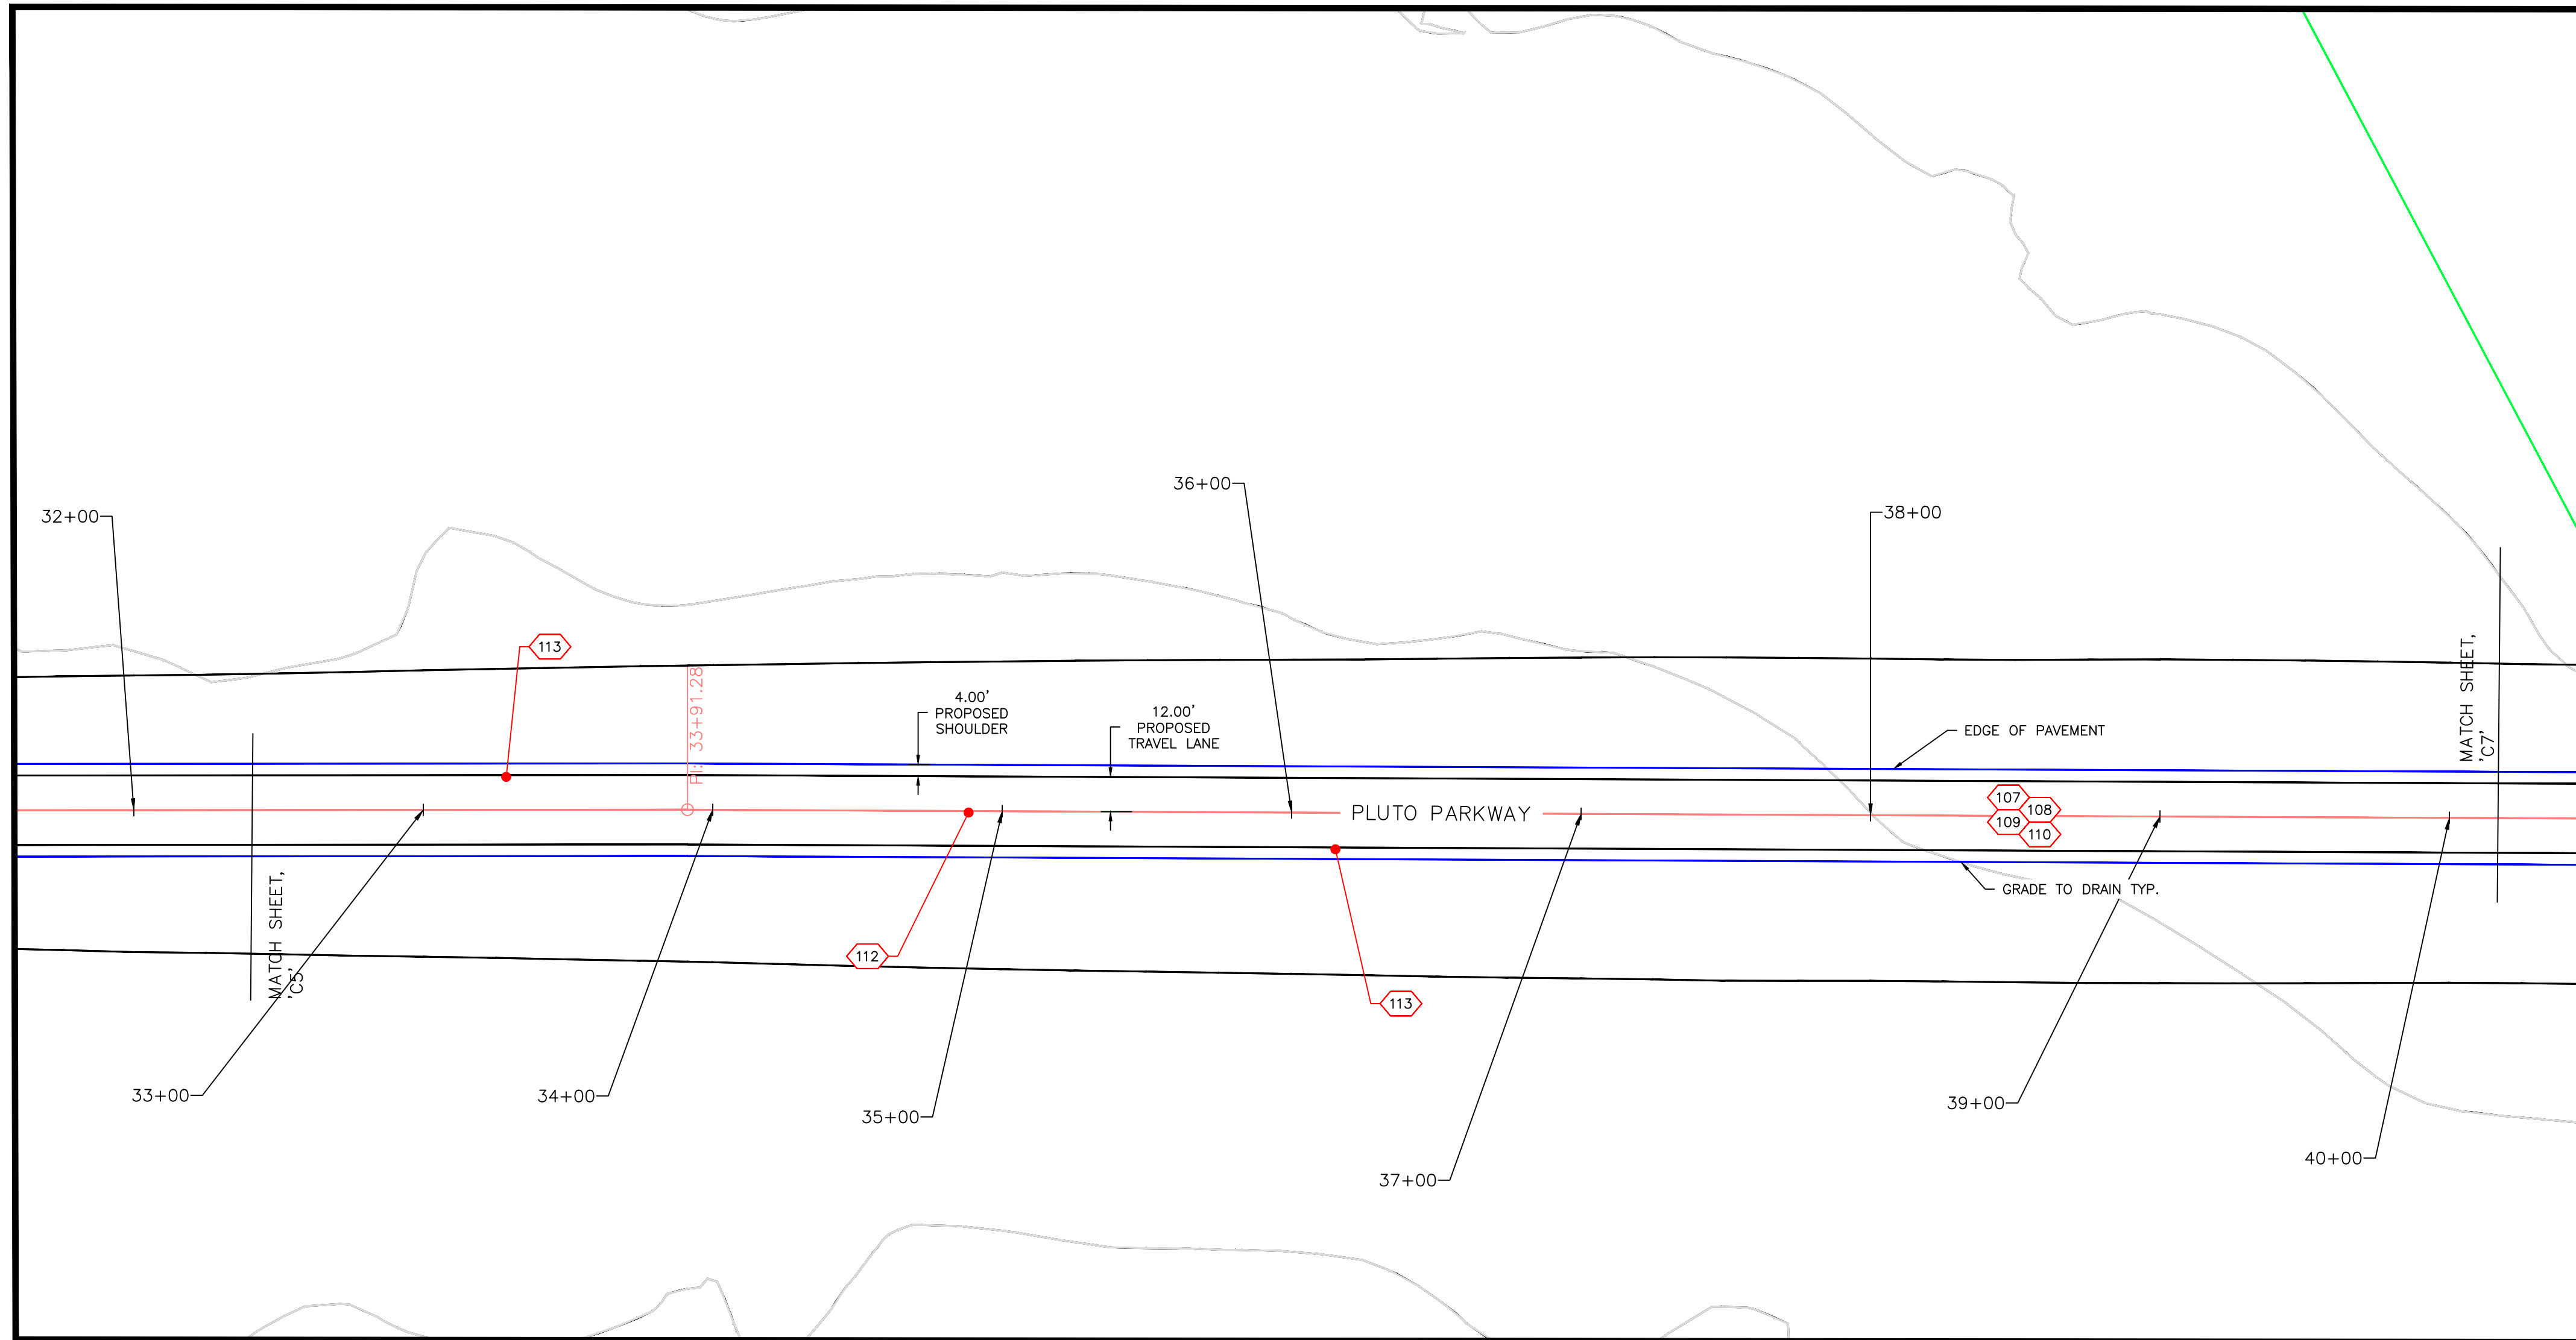 36+00
32+00
38+00
113
PI: 33+91.28
4.00'
PROPOSED
SHOULDER
12.00'
PROPOSED
TRAVEL LANE
EDGE OF PAVEMENT
MATCH SHEET,
'C7'
PLUTO PARKWAY
107
108
109
110
GRADE TO DRAIN TYP.
MATCH SHEET,
'C5'
112
113
33+00
34+00
35+00
39+00
40+00
37+00